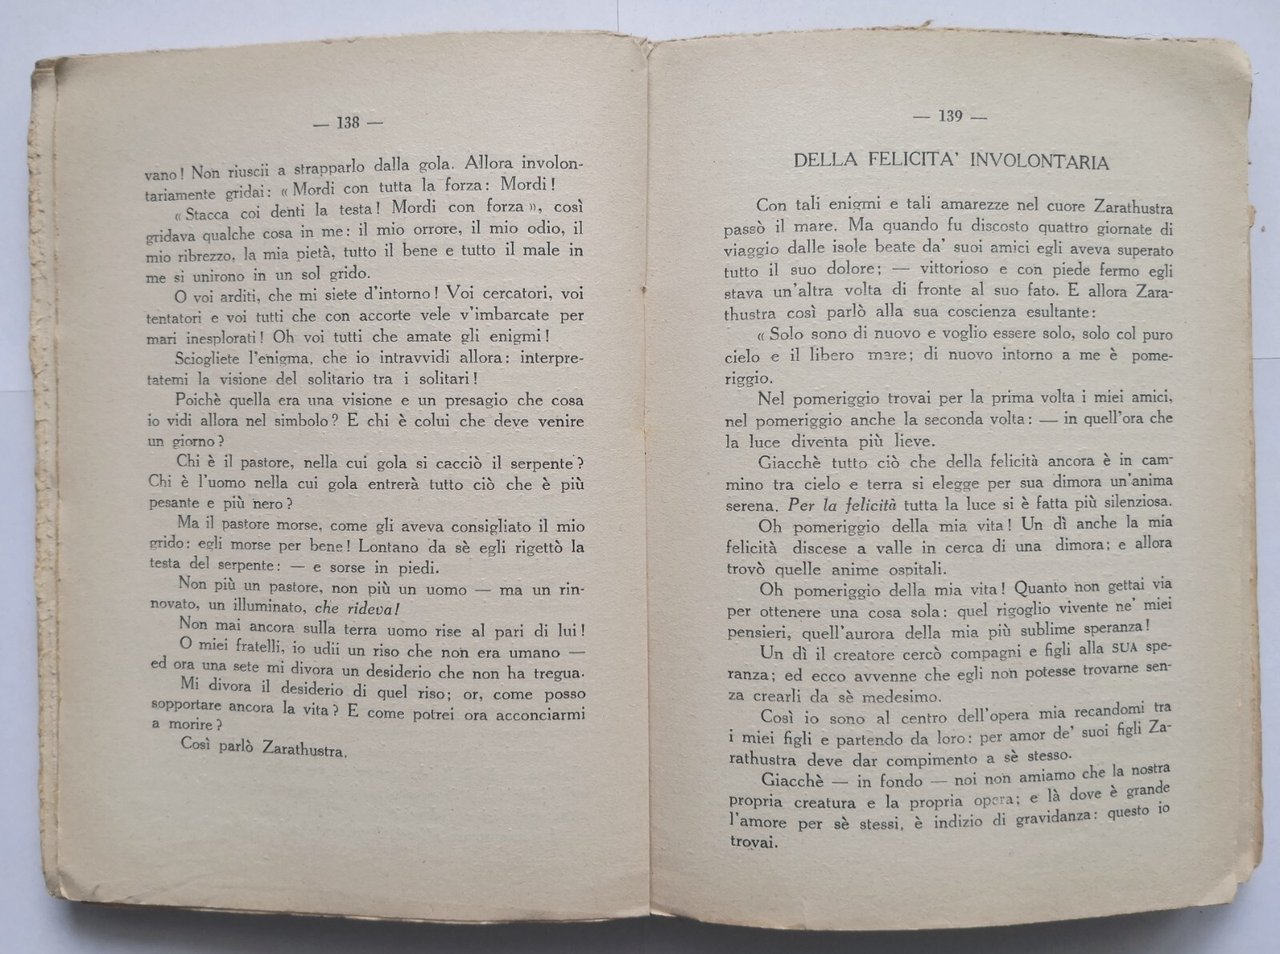 — 138 —
vano! Non riuscii a strapparlo dalla gola. Allora involon-
tariamente gridai: « Mordi con tutta la forza: Mordi!
« Stacca coi denti la testa! Mordi con forza », così
gridava qualche cosa in me: il mio orrore, il mio odio, il
mio ribrezzo, la mia pietà, tutto il bene e tutto il male in
me si unirono in un sol grido.
O voi arditi, che mi siete d'intorno! Voi cercatori, voi
tentatori e voi tutti che con accorte vele v'imbarcate per
mari inesplorati! Oh voi tutti che amate gli enigmi!
Sciogliete l'enigma, che io intravvidi allora: interpre-
tatemi la visione del solitario tra i solitari!
Poichè quella era una visione e un presagio che cosa
io vidi allora nel simbolo? E chi è colui che deve venire
un giorno?
Chi è il pastore, nella cui gola si cacciò il serpente?
Chi è l'uomo nella cui gola entrerà tutto ciò che è più
pesante e più nero?
Ma il pastore morse, come gli aveva consigliato il mio
grido: egli morse per bene! Lontano da sè egli rigettò la
testa del serpente: — e sorse in piedi.
Non più un pastore, non più un uomo — ma un rin-
novato, un illuminato, che rideva!
Non mai ancora sulla terra uomo rise al pari di lui!
O miei fratelli, io udii un riso che non era umano —
ed ora una sete mi divora un desiderio che non ha tregua.
Mi divora il desiderio di quel riso; or, come posso
sopportare ancora la vita? E come potrei ora acconciarmi
a morire?
Così parlò Zarathustra.
— 139 —
DELLA FELICITA' INVOLONTARIA
Con tali enigmi e tali amarezze nel cuore Zarathustra
passò il mare. Ma quando fu discosto quattro giornate di
viaggio dalle isole beate da' suoi amici egli aveva superato
tutto il suo dolore; — vittorioso e con piede fermo egli
stava un'altra volta di fronte al suo fato. E allora Zara-
thustra così parlò alla sua coscienza esultante:
« Solo sono di nuovo e voglio essere solo, solo col puro
cielo e il libero mare; di nuovo intorno a me è pome-
riggio.
Nel pomeriggio trovai per la prima volta i miei amici,
nel pomeriggio anche la seconda volta: — in quell'ora che
la luce diventa più lieve.
Giacchè tutto ciò che della felicità ancora è in cam-
mino tra cielo e terra si elegge per sua dimora un'anima
serena. Per la felicità tutta la luce si è fatta più silenziosa.
Oh pomeriggio della mia vita! Un dì anche la mia
felicità discese a valle in cerca di una dimora; e allora
trovò quelle anime ospitali.
Oh pomeriggio della mia vita! Quanto non gettai via
per ottenere una cosa sola: quel rigoglio vivente ne' miei
pensieri, quell'aurora della mia più sublime speranza!
Un dì il creatore cercò compagni e figli alla SUA spe-
ranza; ed ecco avvenne che egli non potesse trovarne sen-
za crearli da sè medesimo.
Così io sono al centro dell'opera mia recandomi tra
i miei figli e partendo da loro: per amor de' suoi figli Za-
rathustra deve dar compimento a sè stesso.
Giacchè — in fondo — noi non amiamo che la nostra
propria creatura e la propria opera; e là dove è grande
l'amore per sè stessi, è indizio di gravidanza: questo io
trovai.